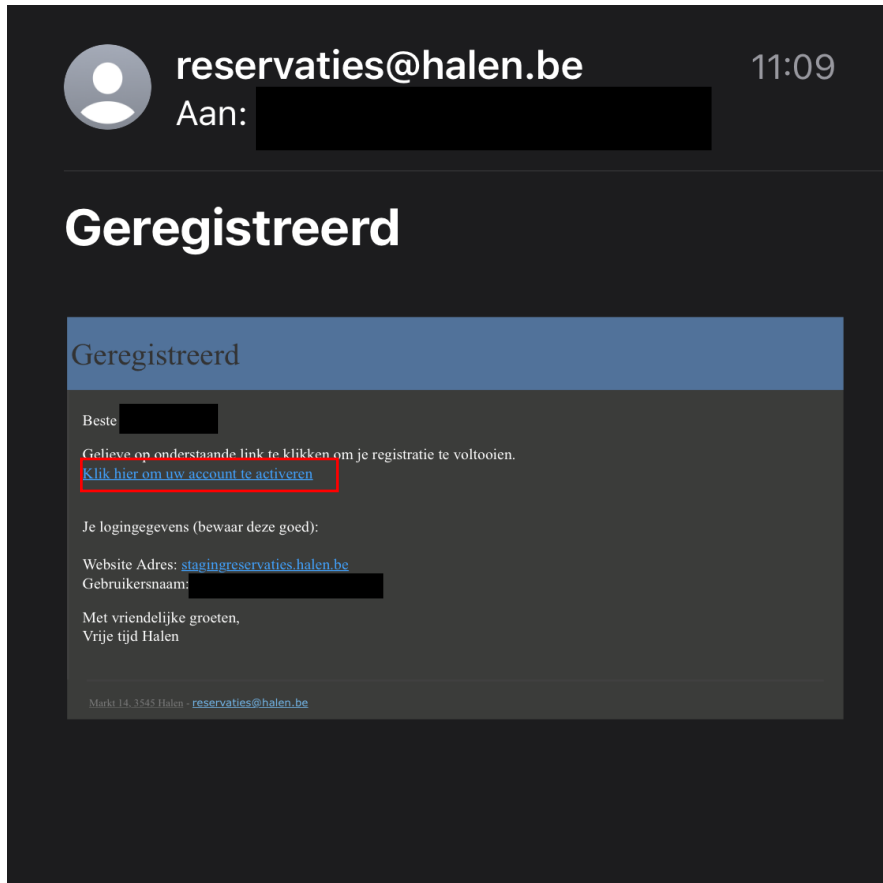 reservaties@halen.be 11:09
Aan:
Geregistreerd
Geregistreerd
Beste
Gelieve op onderstaande link te klikken om je registratie te voltooien.
Klik hier om uw account te activeren
Je logingegevens (bewaar deze goed):
Website Adres: stagingreservaties.halen.be
Gebruikersnaam:
Met vriendelijke groeten,
Vrije tijd Halen
Markt 14, 3545 Halen - reservaties@halen.be